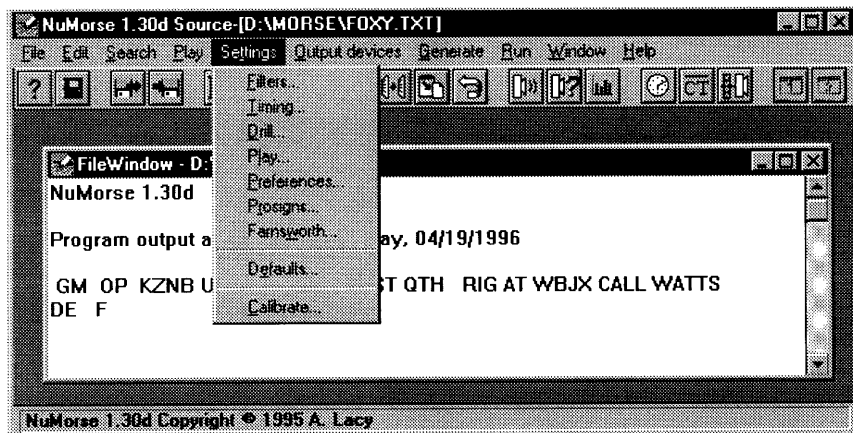 NuMorse 1.30d Source-[D:\MORSE\FOXY.TXT]
File Edit Search Play Settings Output devices Generate Run Window Help
Filters...
Timing...
Drill...
Play...
Preferences...
Prosigns...
Farnsworth...
Defaults...
Calibrate...
FileWindow - D:
NuMorse 1.30d
Program output a ay, 04/19/1996
GM OP KZNB U ST QTH RIG AT WBJX CALL WATTS
DE F
NuMorse 1.30d Copyright © 1995 A. Lacy